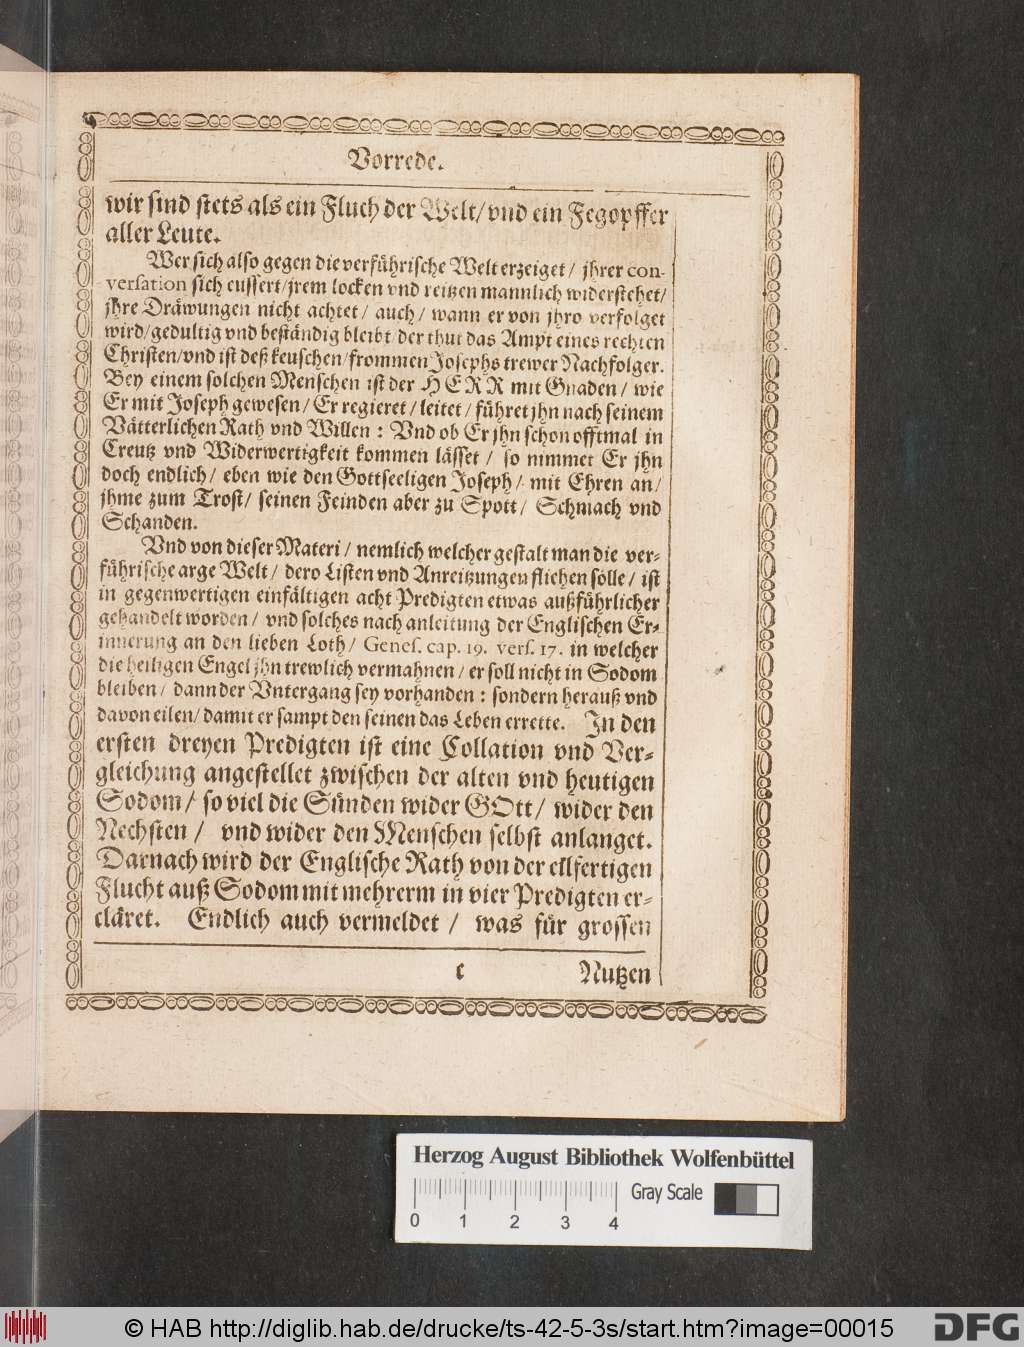 Vorrede.
wir sind stets als ein Fluch der Welt/ vnd ein Fegopffer
aller Leute.
Wer sich also gegen die verführische Welt erzeiget / jhrer con-
versation sich eussert/ jrem locken vnd reitzen mannlich widerstehet/
jhre Dräwungen nicht achtet / auch / wann er von jhro verfolget
wird/ gedultig vnd beständig bleibt/ der thut das Ampt eines rechten
Christen/ vnd ist deß keuschen/ frommen Josephs trewer Nachfolger.
Bey einem solchen Menschen ist der HERR mit Gnaden / wie
Er mit Joseph gewesen / Er regieret / leitet / führet jhn nach seinem
Vätterlichen Rath vnd Willen : Vnd ob Er jhn schon offtmal in
Creutz vnd Widerwertigkeit kommen lässet / so nimmet Er jhn
doch endlich / eben wie den Gottseeligen Joseph / mit Ehren an/
jhme zum Trost/ seinen Feinden aber zu Spott / Schmach vnd
Schanden.
Vnd von dieser Materi / nemlich welcher gestalt man die ver-
führische arge Welt / dero Listen vnd Anreitzungen fliehen sölle / ist
in gegenwertigen einfältigen acht Predigten etwas außführlicher
gehandelt worden / vnd solches nach anleitung der Englischen Er-
innerung an den lieben Loth / Genes. cap. 19. vers. 17. in welcher
die heiligen Engel jhn trewlich vermahnen / er soll nicht in Sodom
bleiben / dann der Vntergang sey vorhanden : sondern herauß vnd
davon eilen/ damit er sampt den seinen das Leben errette. In den
ersten dreyen Predigten ist eine Collation vnd Ver-
gleichung angestellet zwischen der alten vnd heutigen
Sodom / so viel die Sünden wider GOtt / wider den
Nechsten / vnd wider den Menschen selbst anlanget.
Darnach wird der Englische Rath von der eilfertigen
Flucht auß Sodom mit mehrerm in vier Predigten er-
cläret. Endlich auch vermeldet / was für grossen
c Nutzen
Herzog August Bibliothek Wolfenbüttel
Gray Scale
0 1 2 3 4
© HAB http://diglib.hab.de/drucke/ts-42-5-3s/start.htm?image=00015
DFG